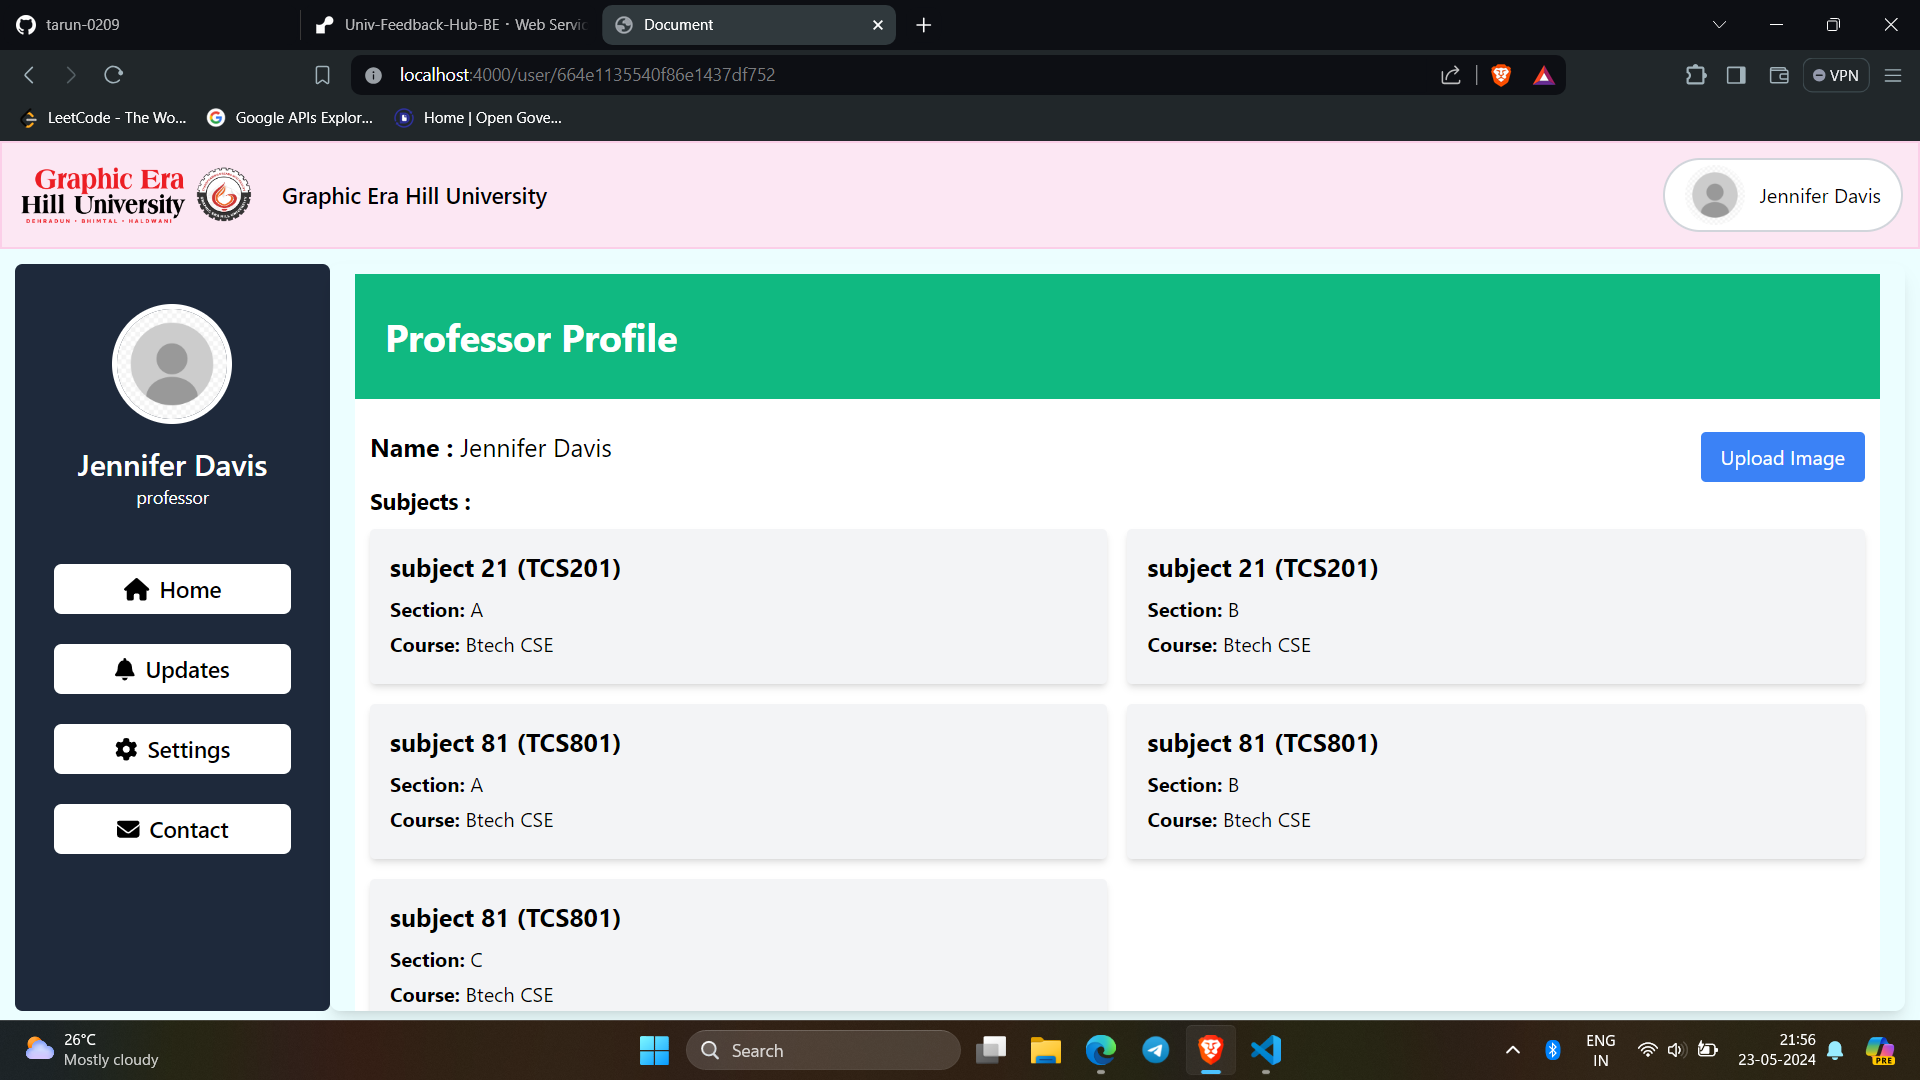 tarun-0209
Univ-Feedback-Hub-BE · Web Servic
Document
localhost:4000/user/664e1135540f86e1437df752
VPN
LeetCode - The Wo...
Google APIs Explor...
Home | Open Gove...
Graphic Era
Hill University
DEHRADUN • BHIMTAL • HALDWANI
Graphic Era Hill University
Jennifer Davis
Jennifer Davis
professor
Home
Updates
Settings
Contact
Professor Profile
Name : Jennifer Davis
Upload Image
Subjects :
subject 21 (TCS201)
Section: A
Course: Btech CSE
subject 21 (TCS201)
Section: B
Course: Btech CSE
subject 81 (TCS801)
Section: A
Course: Btech CSE
subject 81 (TCS801)
Section: B
Course: Btech CSE
subject 81 (TCS801)
Section: C
Course: Btech CSE
26°C
Mostly cloudy
Search
ENG
IN
21:56
23-05-2024
PRE